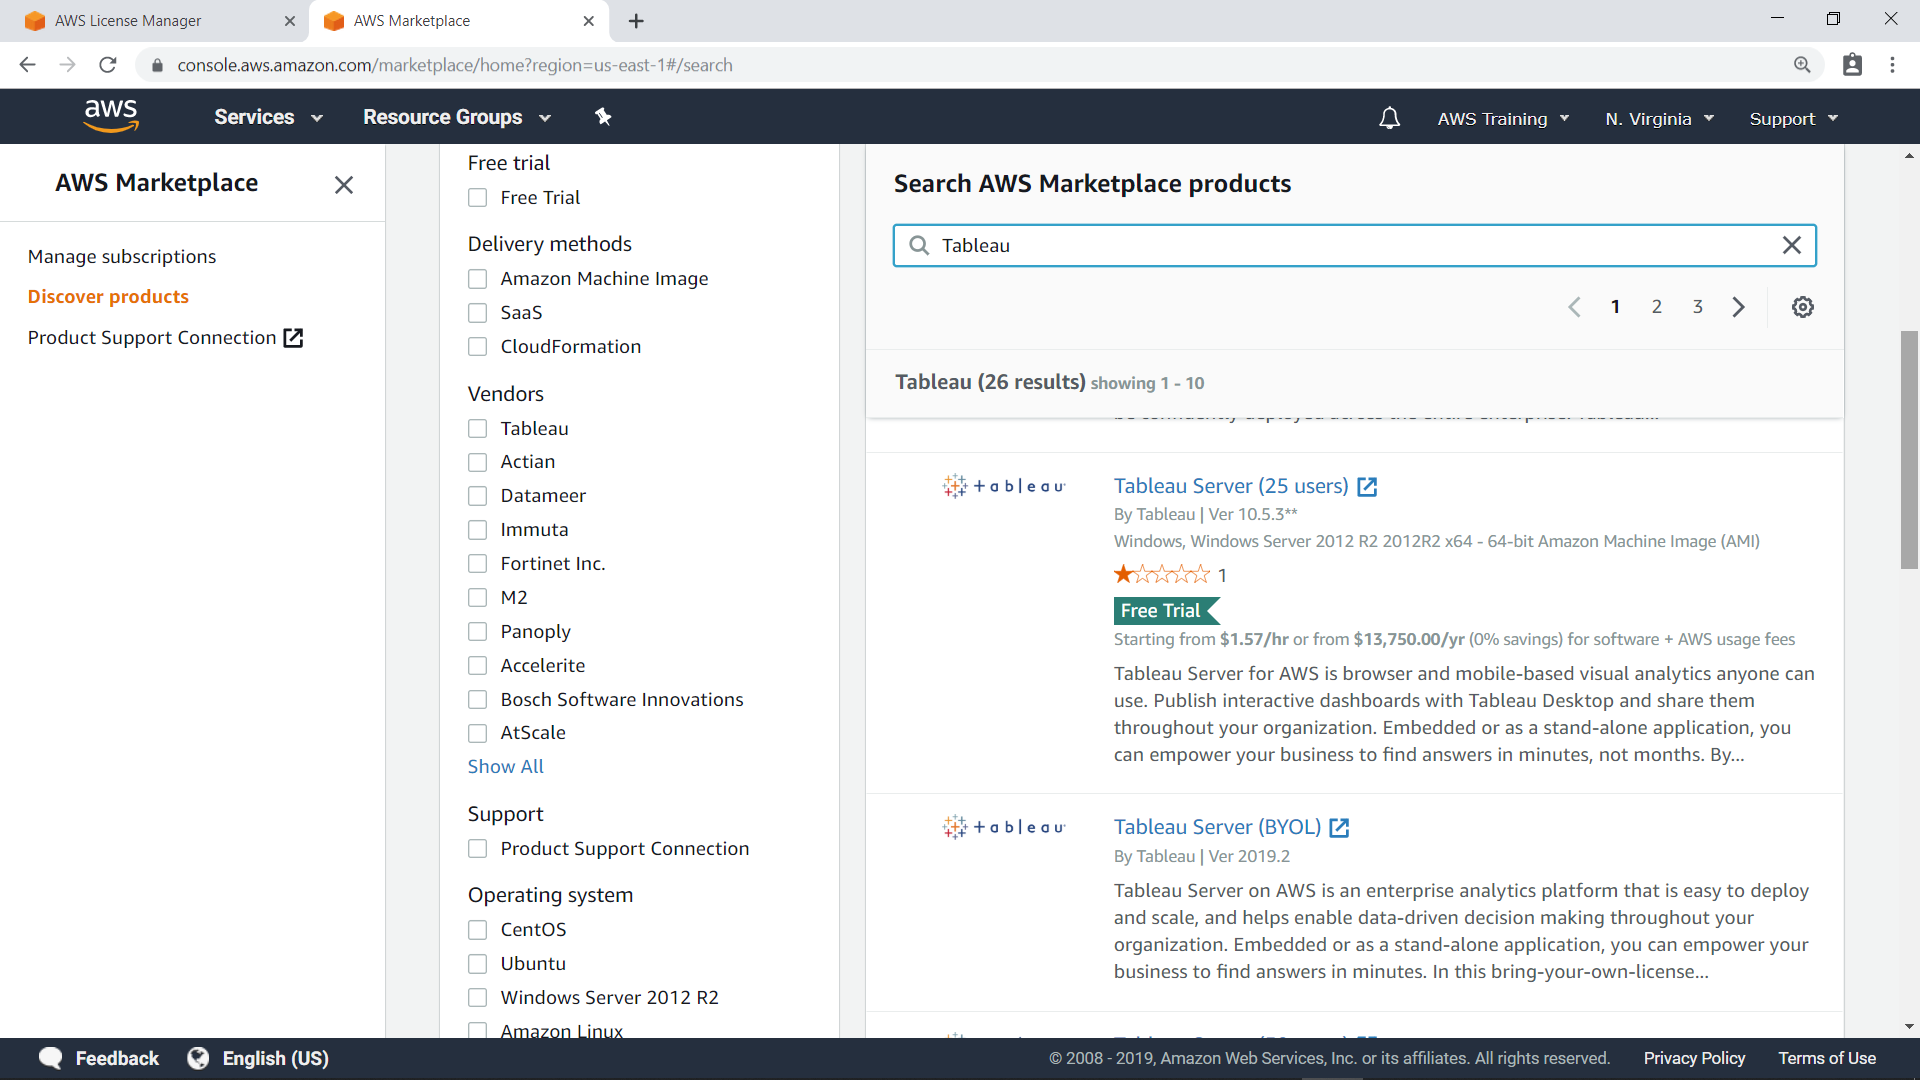 AWS License Manager
AWS Marketplace
console.aws.amazon.com/marketplace/home?region=us-east-1#/search
aws
Services
Resource Groups
AWS Training
N. Virginia
Support
AWS Marketplace
Manage subscriptions
Discover products
Product Support Connection
Free trial
Free Trial
Delivery methods
Amazon Machine Image
SaaS
CloudFormation
Vendors
Tableau
Actian
Datameer
Immuta
Fortinet Inc.
M2
Panoply
Accelerite
Bosch Software Innovations
AtScale
Show All
Support
Product Support Connection
Operating system
CentOS
Ubuntu
Windows Server 2012 R2
Amazon Linux
Search AWS Marketplace products
Tableau
1 2 3
Tableau (26 results) showing 1 - 10
be confidently deployed across the entire enterprise. Tableau...
+ableau
Tableau Server (25 users)
By Tableau | Ver 10.5.3**
Windows, Windows Server 2012 R2 2012R2 x64 - 64-bit Amazon Machine Image (AMI)
1
Free Trial
Starting from $1.57/hr or from $13,750.00/yr (0% savings) for software + AWS usage fees
Tableau Server for AWS is browser and mobile-based visual analytics anyone can
use. Publish interactive dashboards with Tableau Desktop and share them
throughout your organization. Embedded or as a stand-alone application, you
can empower your business to find answers in minutes, not months. By...
+ableau
Tableau Server (BYOL)
By Tableau | Ver 2019.2
Tableau Server on AWS is an enterprise analytics platform that is easy to deploy
and scale, and helps enable data-driven decision making throughout your
organization. Embedded or as a stand-alone application, you can empower your
business to find answers in minutes. In this bring-your-own-license...
Feedback
English (US)
© 2008 - 2019, Amazon Web Services, Inc. or its affiliates. All rights reserved.
Privacy Policy
Terms of Use